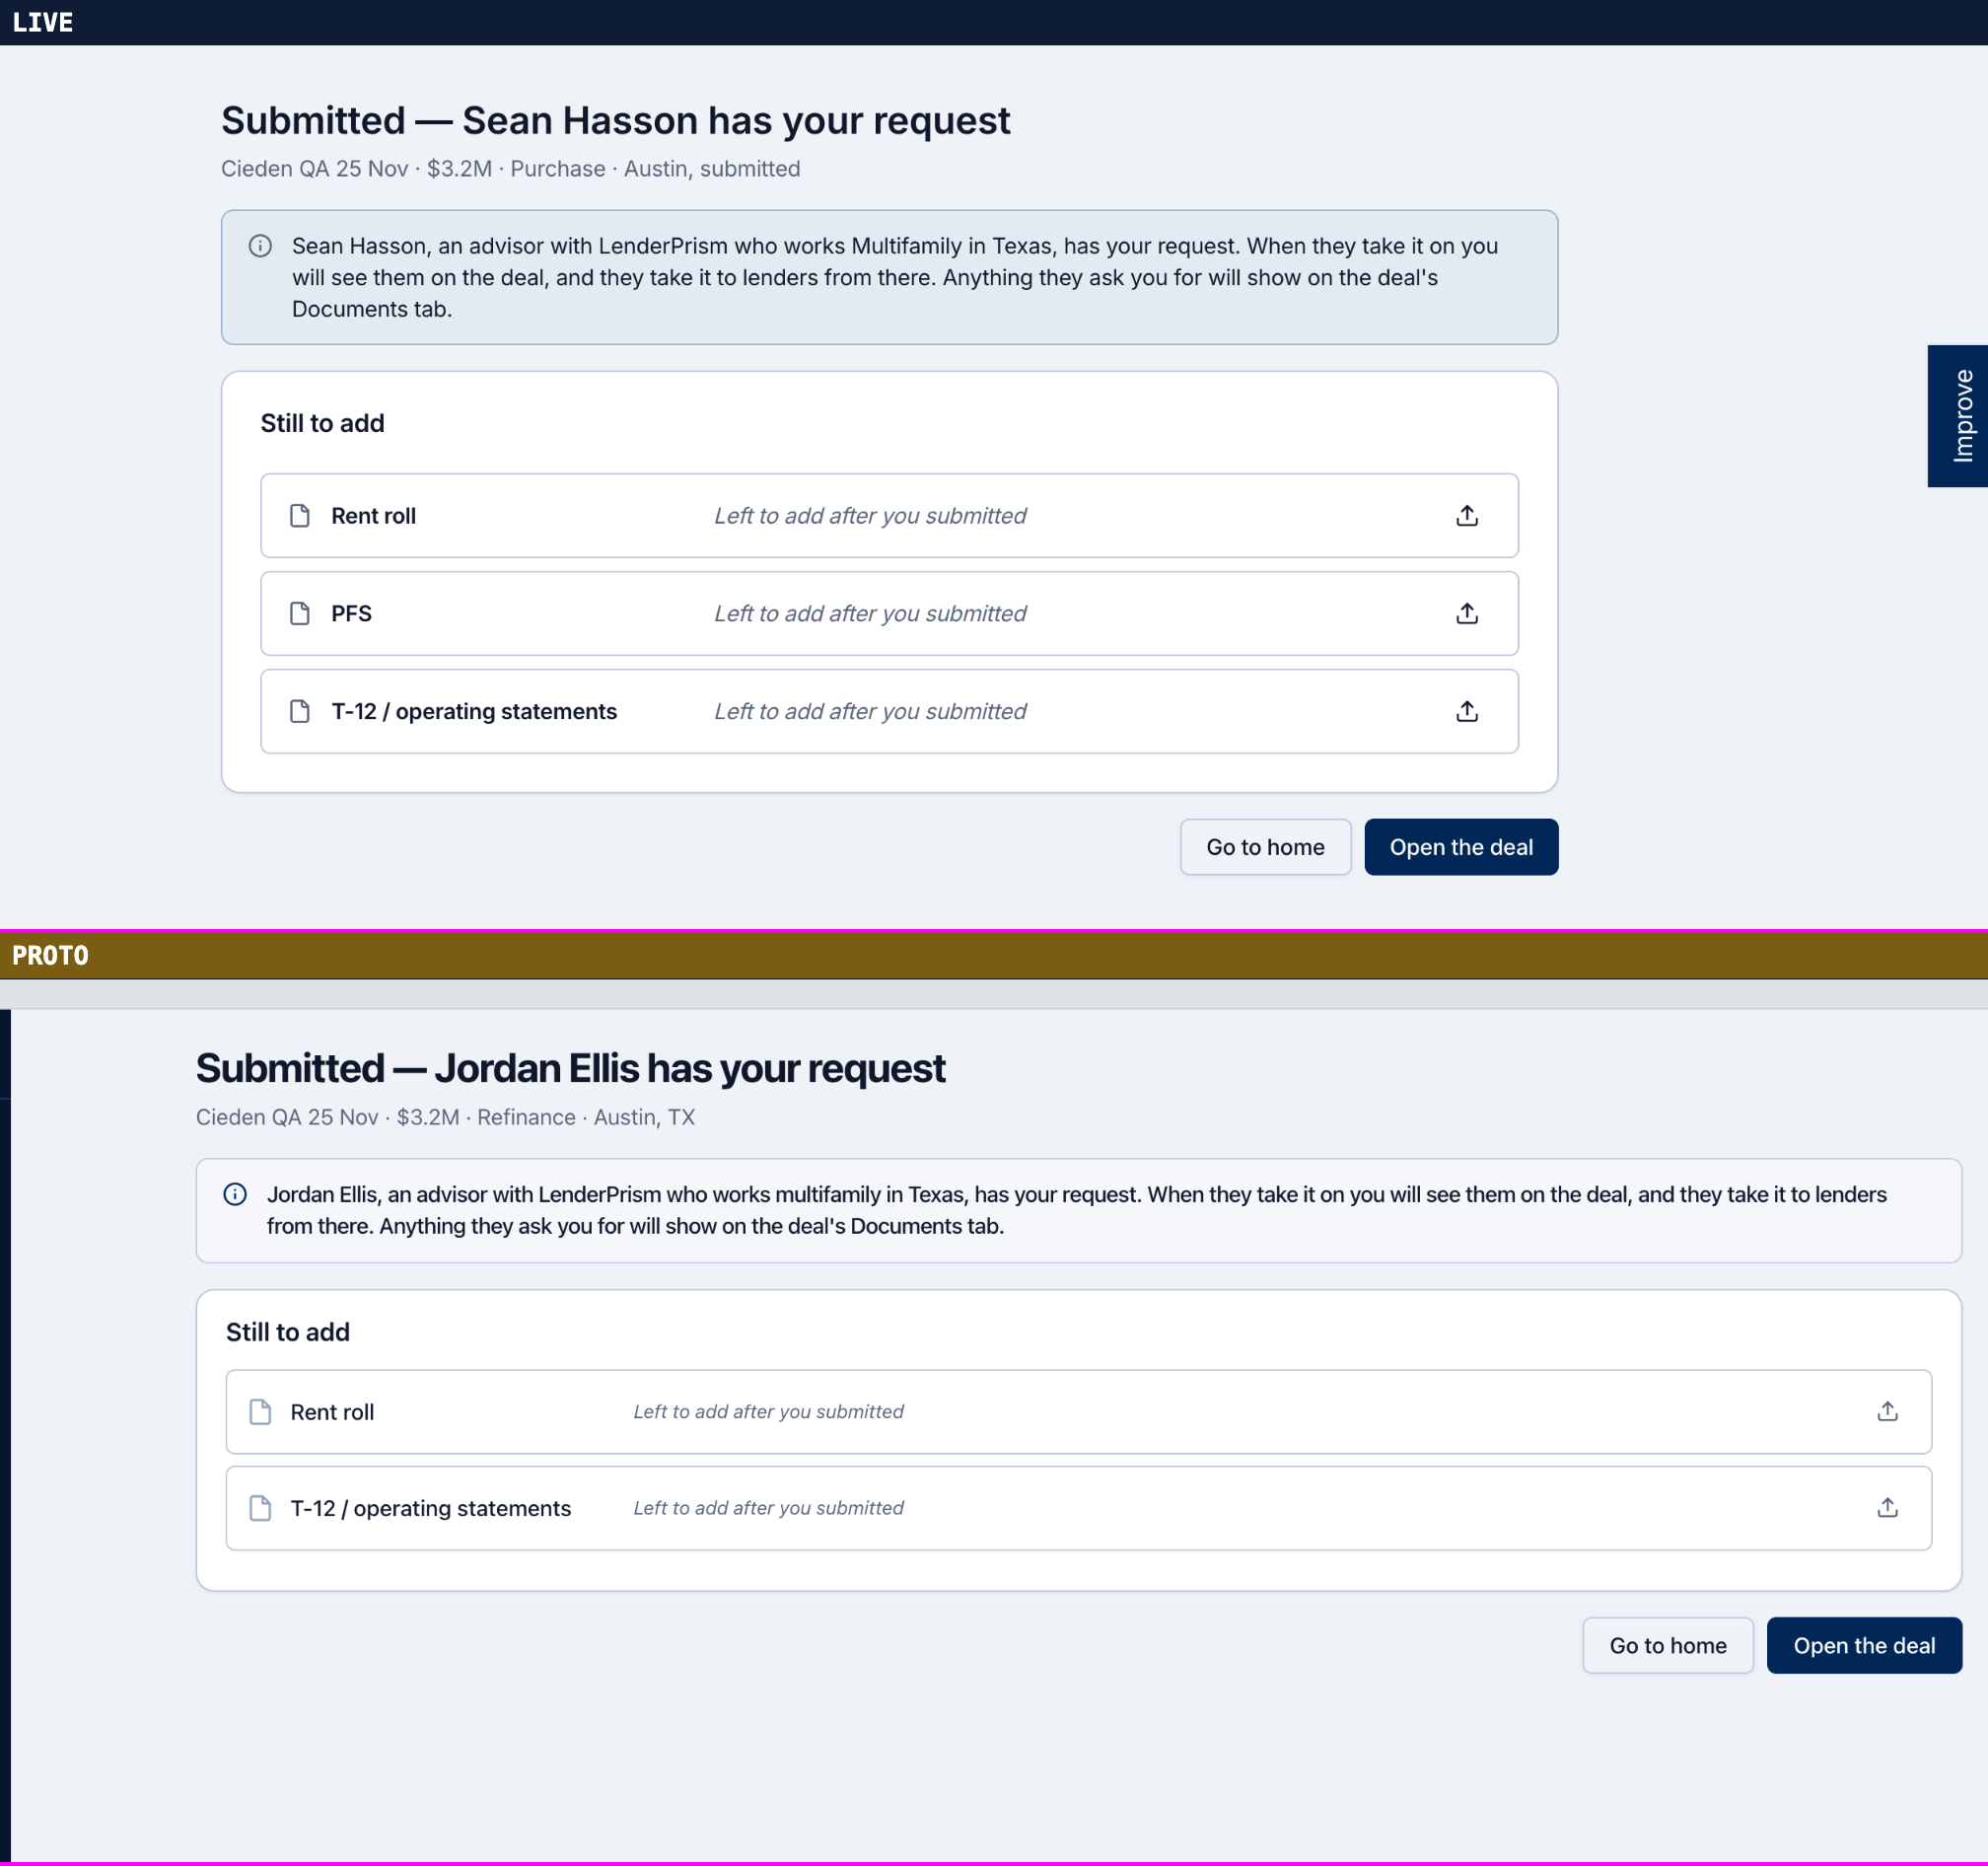 LIVE
Submitted — Sean Hasson has your request
Cieden QA 25 Nov · $3.2M · Purchase · Austin, submitted
Sean Hasson, an advisor with LenderPrism who works Multifamily in Texas, has your request. When they take it on you
will see them on the deal, and they take it to lenders from there. Anything they ask you for will show on the deal's
Documents tab.
Improve
Still to add
Rent roll Left to add after you submitted
PFS Left to add after you submitted
T-12 / operating statements Left to add after you submitted
Go to home Open the deal
PROTO
Submitted — Jordan Ellis has your request
Cieden QA 25 Nov · $3.2M · Refinance · Austin, TX
Jordan Ellis, an advisor with LenderPrism who works multifamily in Texas, has your request. When they take it on you will see them on the deal, and they take it to lenders
from there. Anything they ask you for will show on the deal's Documents tab.
Still to add
Rent roll Left to add after you submitted
T-12 / operating statements Left to add after you submitted
Go to home Open the deal